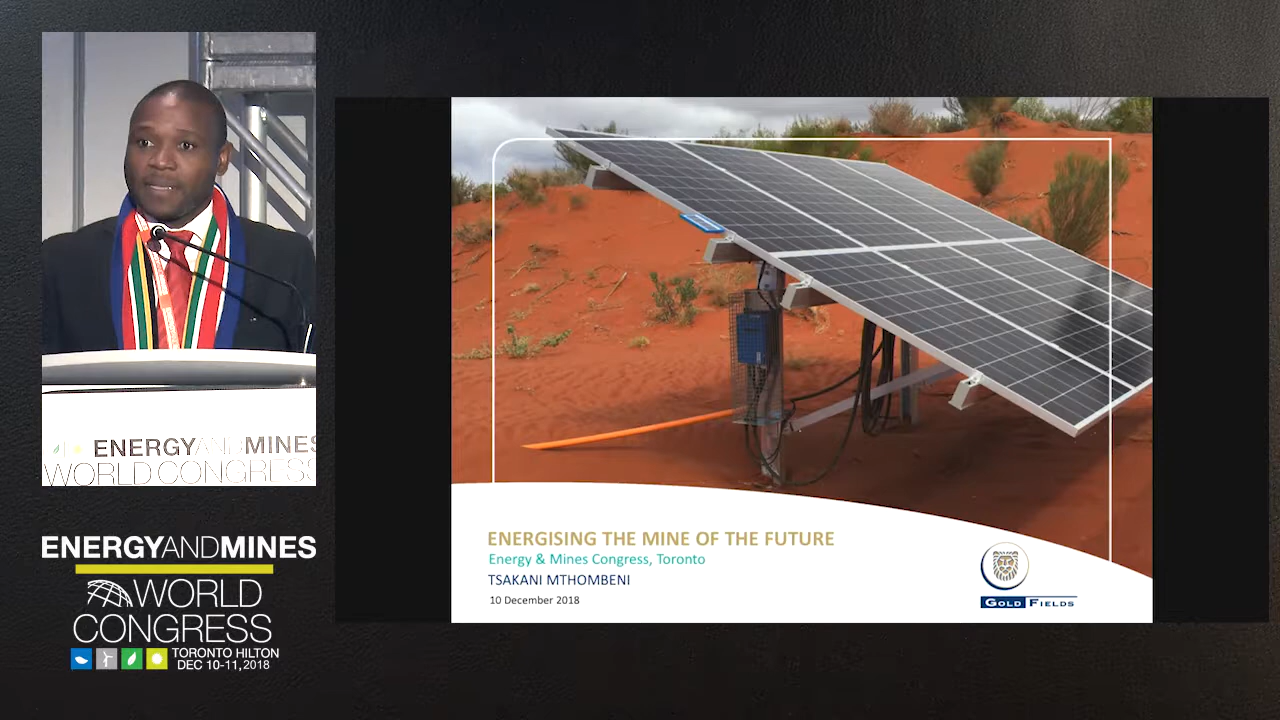 ENERGYANDMINES
WORLD CONGRESS
ENERGYANDMINES
WORLD
CONGRESS
TORONTO HILTON
DEC 10-11, 2018
ENERGISING THE MINE OF THE FUTURE
Energy & Mines Congress, Toronto
TSAKANI MTHOMBENI
10 December 2018
GOLD FIELDS